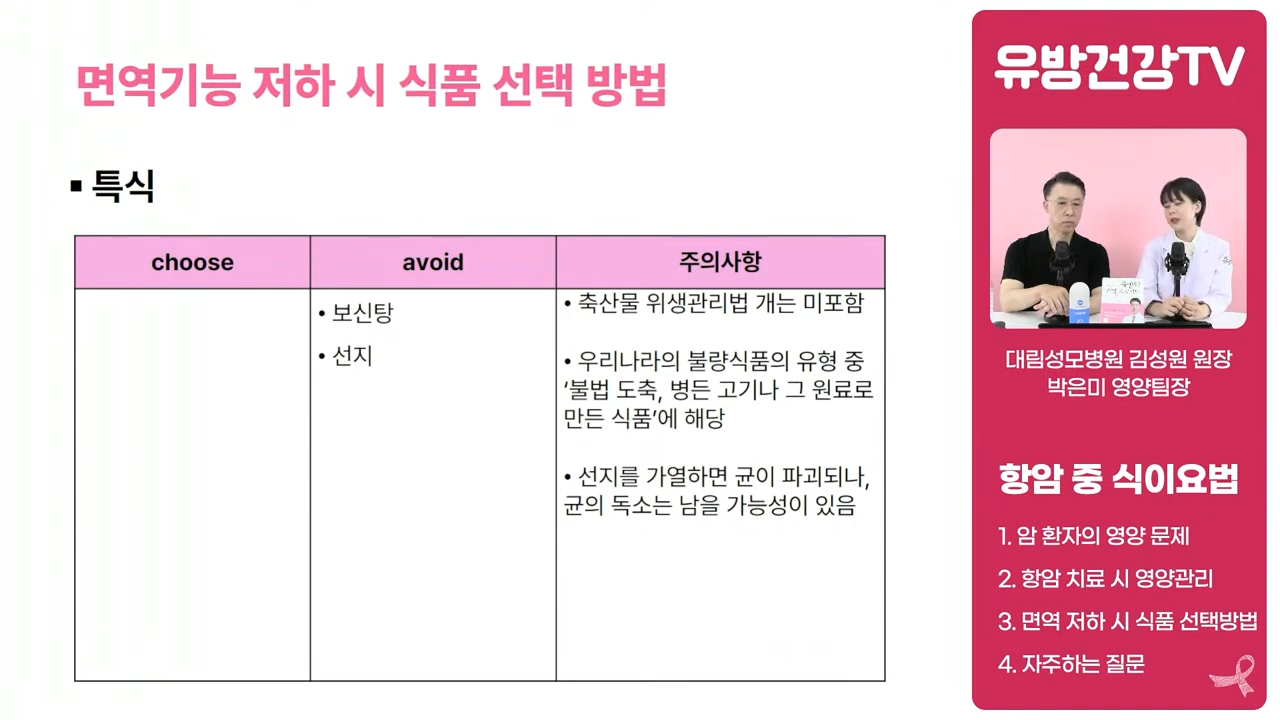 면역기능 저하 시 식품 선택 방법
▪ 특식
choose
avoid
주의사항
• 보신탕
• 선지
• 축산물 위생관리법 개는 미포함
• 우리나라의 불량식품의 유형 중
‘불법 도축, 병든 고기나 그 원료로
만든 식품’에 해당
• 선지를 가열하면 균이 파괴되나,
균의 독소는 남을 가능성이 있음
유방건강TV
대림성모병원 김성원 원장
박은미 영양팀장
항암 중 식이요법
1. 암 환자의 영양 문제
2. 항암 치료 시 영양관리
3. 면역 저하 시 식품 선택방법
4. 자주하는 질문